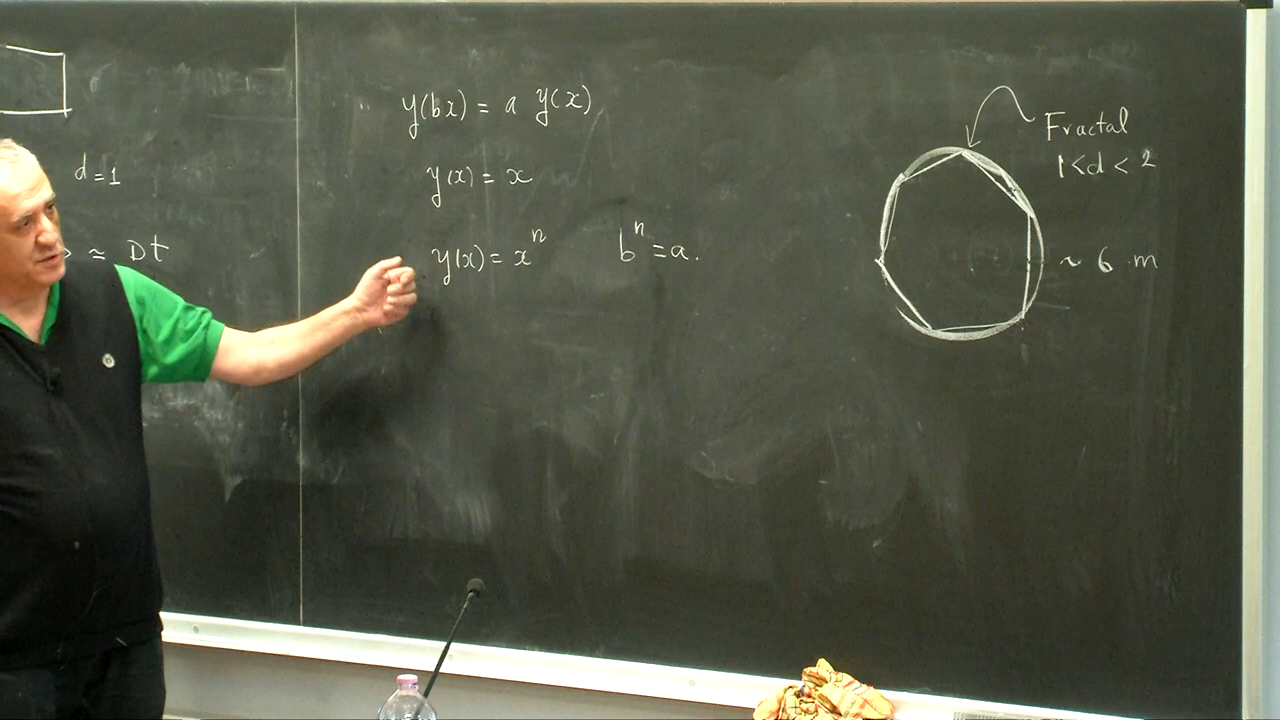 d=1
≈ Dt
y(bx) = a y(x)
y(x) = x
y(x) = xⁿ   bⁿ = a.
Fractal
1<d<2
~ 6 m